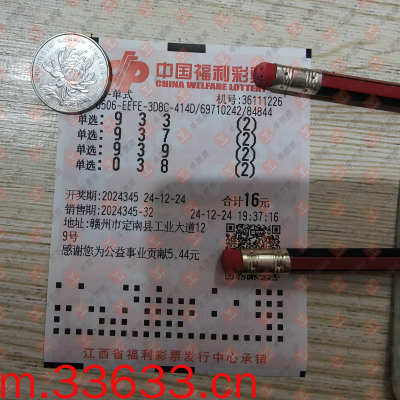 中国福利彩票
CHINA WELFARE LOTTERY
单式
机号:36111226
0506-EEFE-3D8C-414D/69710242/84844
单选: 9 3 3 (2)
单选: 9 3 7 (2)
单选: 9 3 9 (2)
单选: 0 3 8 (2)
开奖期:2024345 24-12-24 合计16元
销售期:2024345-32 24-12-24 19:37:16
地址:赣州市定南县工业大道12
9号
感谢您为公益事业贡献5.44元
江西省福利彩票发行中心承销
m.33633.cn